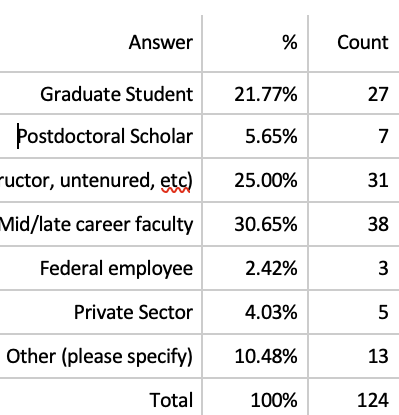 Answer % Count
Graduate Student 21.77% 27
Postdoctoral Scholar 5.65% 7
untenured, etc) 25.00% 31
Mid/late career faculty 30.65% 38
Federal employee 2.42% 3
Private Sector 4.03% 5
Other (please specify) 10.48% 13
Total 100% 124